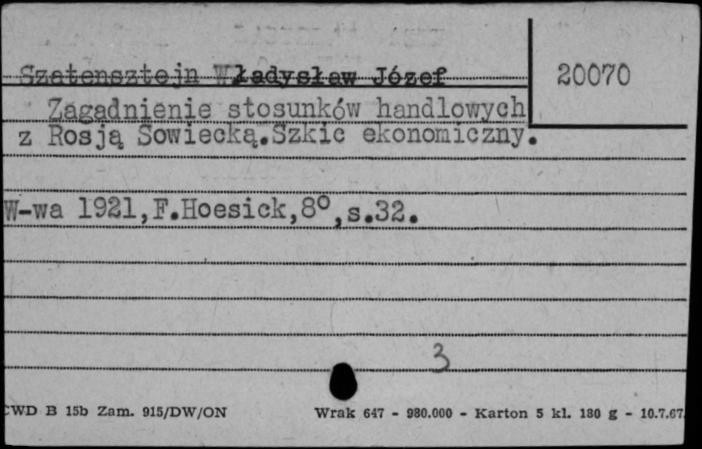 Szatensztejn Władysław Józef
20070
Zagadnienie stosunków handlowych
z Rosją Sowiecką.Szkic ekonomiczny.
W-wa 1921,F.Hoesick,8°,s.32.
3
CWD B 15b Zam. 915/DW/ON
Wrak 647 - 980.000 - Karton 5 kl. 180 g - 10.7.67.